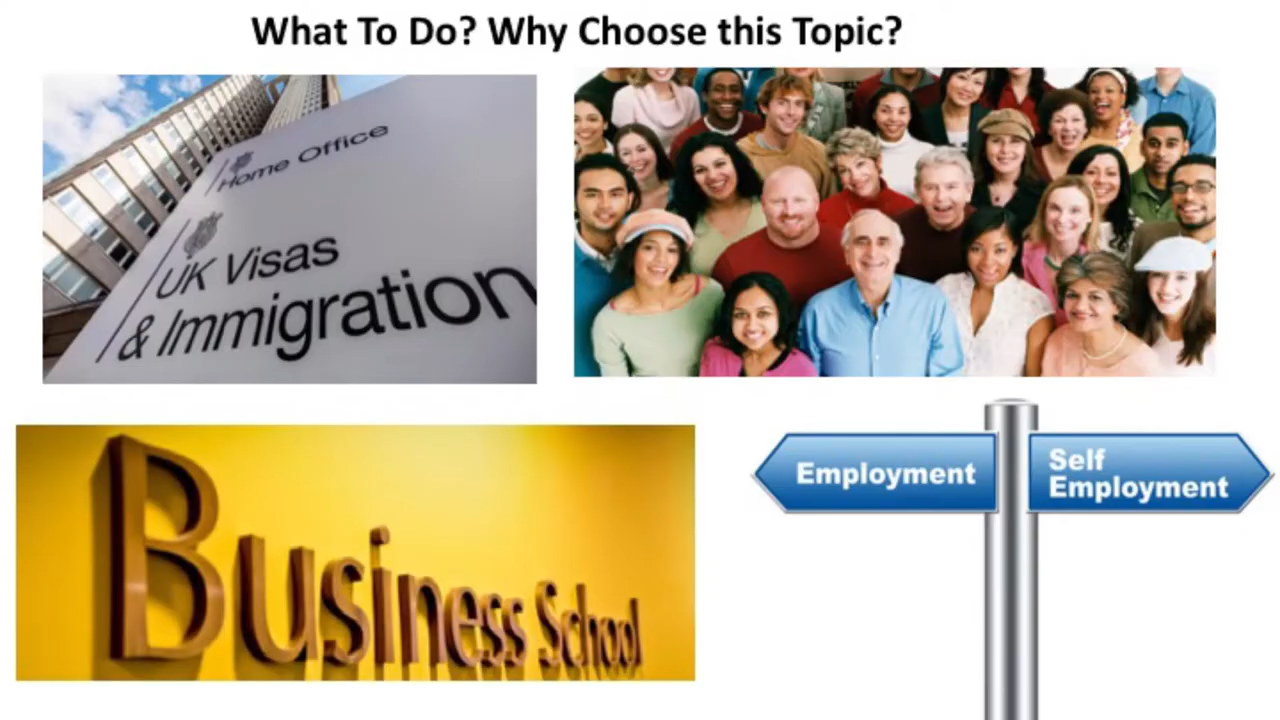 What To Do? Why Choose this Topic?
Home Office
UK Visas
& Immigration
Business School
Employment
Self
Employment